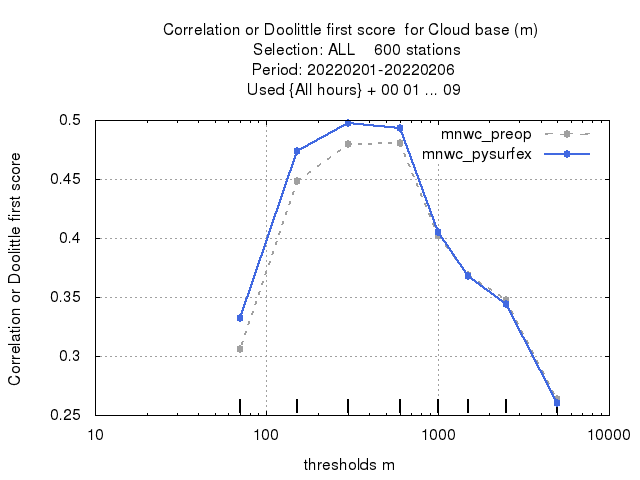 Correlation or Doolittle first score  for Cloud base (m)
Selection: ALL    600 stations
Period: 20220201-20220206
Used {All hours} + 00 01 ... 09
Correlation or Doolittle first score
0.5
0.45
0.4
0.35
0.3
0.25
mnwc_preop
mnwc_pysurfex
10
100
1000
10000
thresholds m